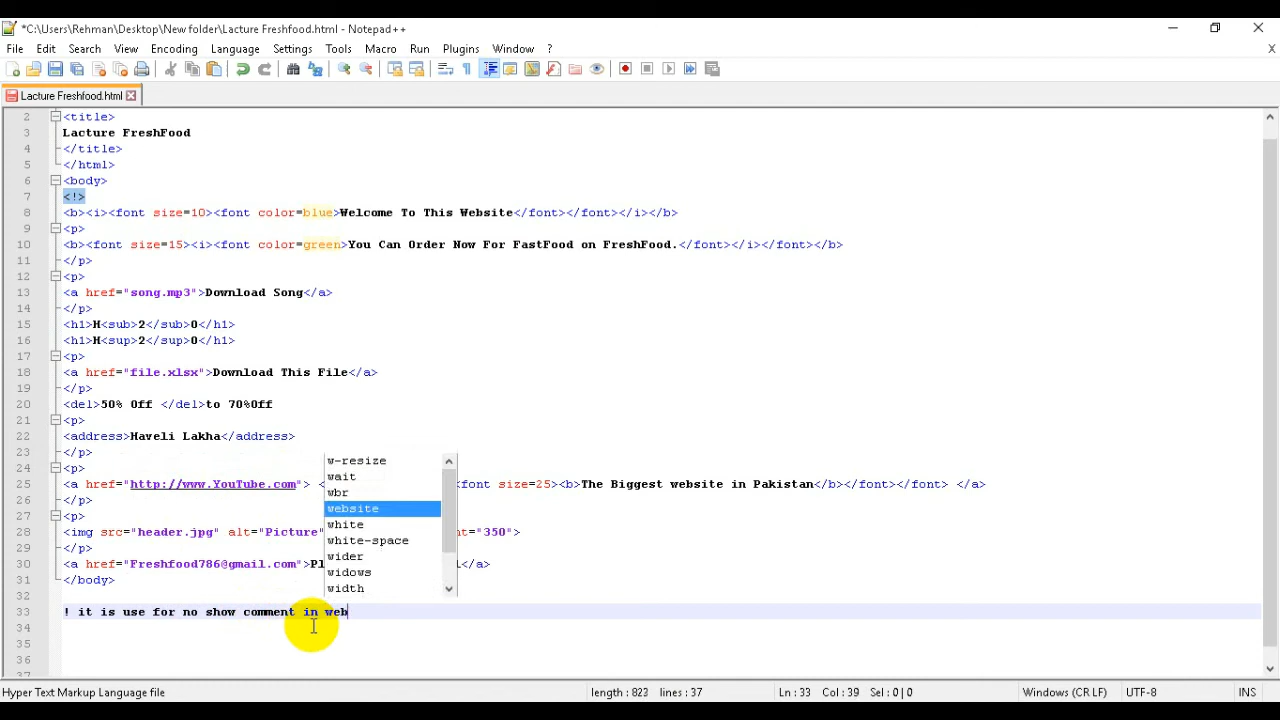 *C:\Users\Rehman\Desktop\New folder\Lacture Freshfood.html - Notepad++
File Edit Search View Encoding Language Settings Tools Macro Run Plugins Window ? X
Lacture Freshfood.html
2 <title>
3 Lacture FreshFood
4 </title>
5 </html>
6 <body>
7 <!>
8 <b><i><font size=10><font color=blue>Welcome To This Website</font></font></i></b>
9 <p>
10 <b><font size=15><i><font color=green>You Can Order Now For FastFood on FreshFood.</font></i></font></b>
11 </p>
12 <p>
13 <a href="song.mp3">Download Song</a>
14 </p>
15 <h1>H<sub>2</sub>0</h1>
16 <h1>H<sup>2</sup>0</h1>
17 <p>
18 <a href="file.xlsx">Download This File</a>
19 </p>
20 <del>50% Off </del>to 70%Off
21 <p>
22 <address>Haveli Lakha</address>
23 </p>
24 <p>
25 <a href="http://www.YouTube.com"> < font size=25><b>The Biggest website in Pakistan</b></font></font> </a>
26 </p>
27 <p>
28 <img src="header.jpg" alt="Picture" ="350">
29 </p>
30 <a href="Freshfood786@gmail.com"> </a>
31 </body>
32
33 ! it is use for no show comment in web
34
35
36
37
w-resize
wait
wbr
website
white
white-space
wider
widows
width
Hyper Text Markup Language file length : 823 lines : 37 Ln : 33 Col : 39 Sel : 0 | 0 Windows (CR LF) UTF-8 INS